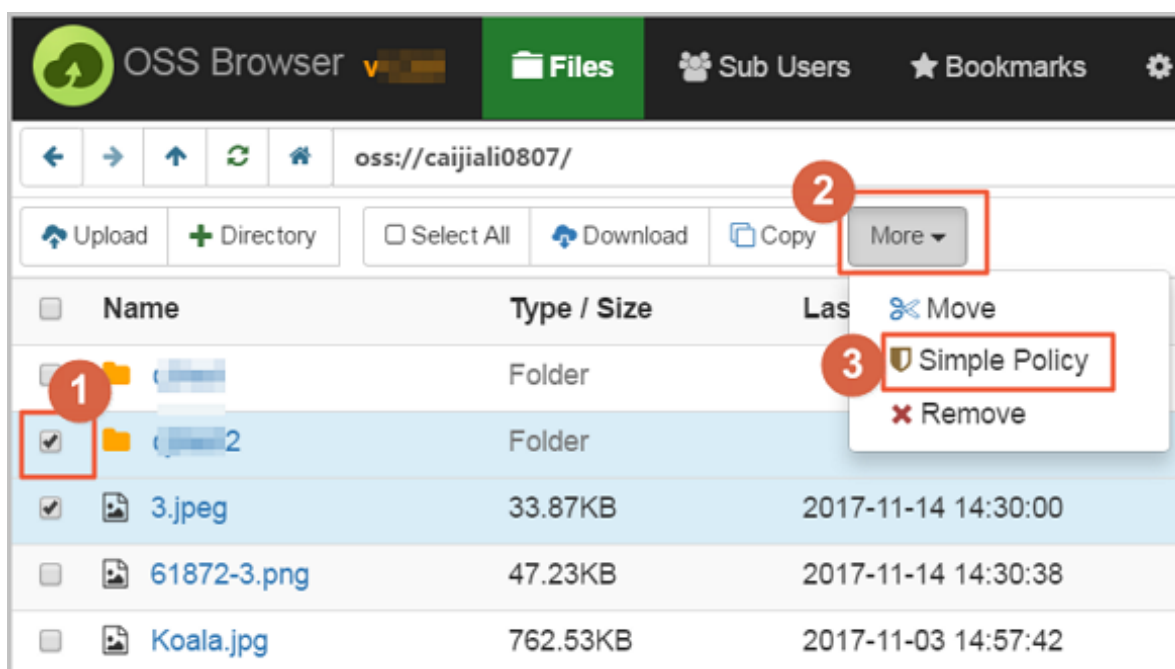 OSS Browser v Files Sub Users Bookmarks
oss://caijiali0807/
2
Upload Directory Select All Download Copy More
Name Type / Size Las Move
3 Simple Policy
1 Folder
Remove
2 Folder
3.jpeg 33.87KB 2017-11-14 14:30:00
61872-3.png 47.23KB 2017-11-14 14:30:38
Koala.jpg 762.53KB 2017-11-03 14:57:42